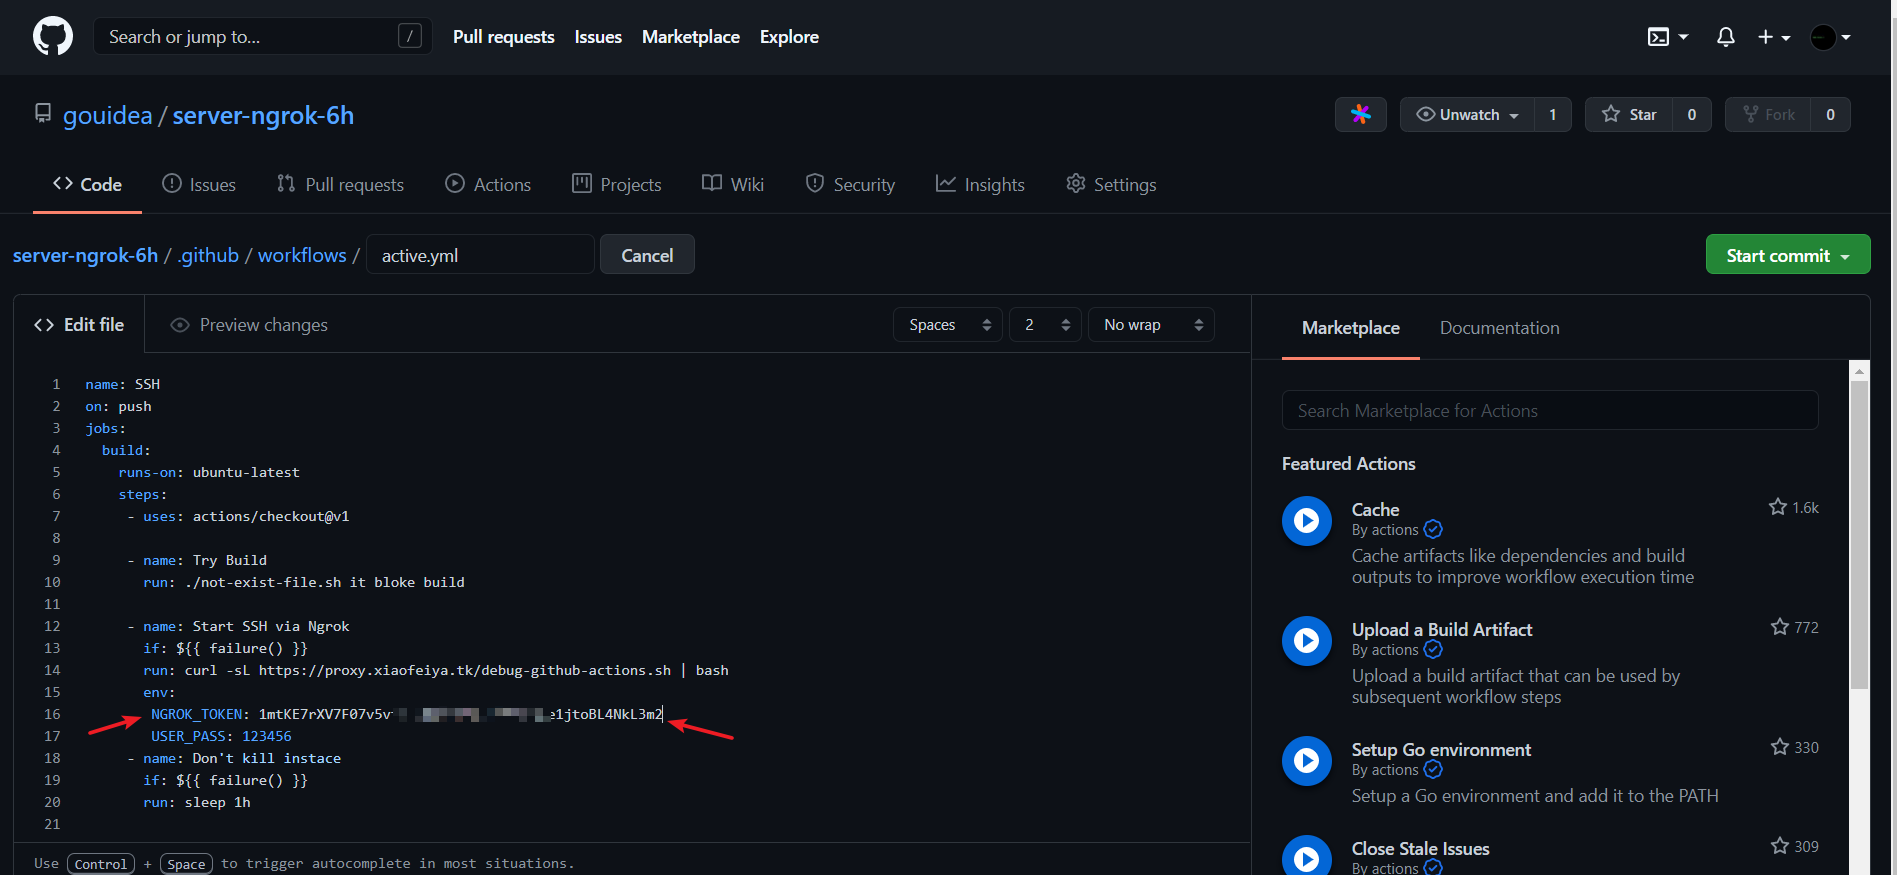 Search or jump to... /
Pull requests Issues Marketplace Explore
gouidea / server-ngrok-6h
Unwatch 1 Star 0 Fork 0
Code Issues Pull requests Actions Projects Wiki Security Insights Settings
server-ngrok-6h / .github / workflows / active.yml Cancel
Start commit
Edit file Preview changes
Spaces 2 No wrap
1 name: SSH
2 on: push
3 jobs:
4 build:
5 runs-on: ubuntu-latest
6 steps:
7 - uses: actions/checkout@v1
8
9 - name: Try Build
10 run: ./not-exist-file.sh it bloke build
11
12 - name: Start SSH via Ngrok
13 if: ${{ failure() }}
14 run: curl -sL https://proxy.xiaofeiya.tk/debug-github-actions.sh | bash
15 env:
16 NGROK_TOKEN: 1mtKE7rXV7F07v5v e1jtoBL4NkL3m2
17 USER_PASS: 123456
18 - name: Don't kill instace
19 if: ${{ failure() }}
20 run: sleep 1h
21
Use Control + Space to trigger autocomplete in most situations.
Marketplace Documentation
Search Marketplace for Actions
Featured Actions
Cache 1.6k
By actions
Cache artifacts like dependencies and build
outputs to improve workflow execution time
Upload a Build Artifact 772
By actions
Upload a build artifact that can be used by
subsequent workflow steps
Setup Go environment 330
By actions
Setup a Go environment and add it to the PATH
Close Stale Issues 309
By actions